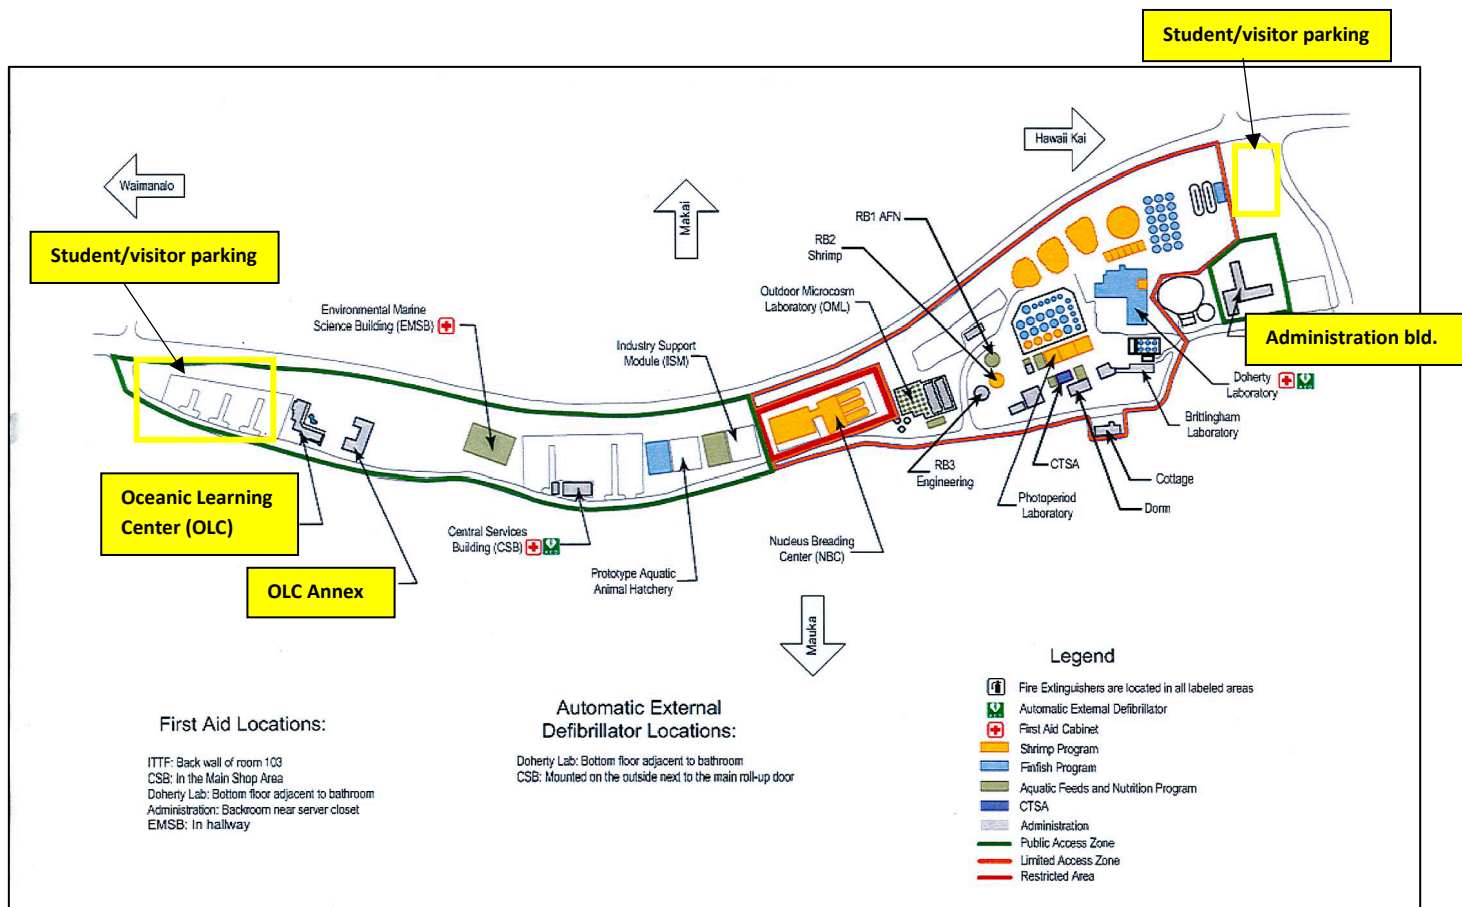 Student/visitor parking
Hawaii Kai
Waimanalo
Makai
RB1 AFN
RB2
Shrimp
Student/visitor parking
Outdoor Microcosm
Laboratory (OML)
Environmental Marine
Science Building (EMSB)
Industry Support
Module (ISM)
Administration bld.
Doherty
Laboratory
Brittingham
Laboratory
Oceanic Learning
Center (OLC)
RB3
Engineering
CTSA
Cottage
Photoperiod
Laboratory
Dorm
Central Services
Building (CSB)
Nucleus Breading
Center (NBC)
OLC Annex
Prototype Aquatic
Animal Hatchery
Mauka
Legend
Fire Extinguishers are located in all labeled areas
Automatic External Defibrillator
First Aid Cabinet
Shrimp Program
Finfish Program
Aquatic Feeds and Nutrition Program
CTSA
Administration
Public Access Zone
Limited Access Zone
Restricted Area
First Aid Locations:
ITTF: Back wall of room 103
CSB: In the Main Shop Area
Doherty Lab: Bottom floor adjacent to bathroom
Administration: Backroom near server closet
EMSB: In hallway
Automatic External
Defibrillator Locations:
Doherty Lab: Bottom floor adjacent to bathroom
CSB: Mounted on the outside next to the main roll-up door